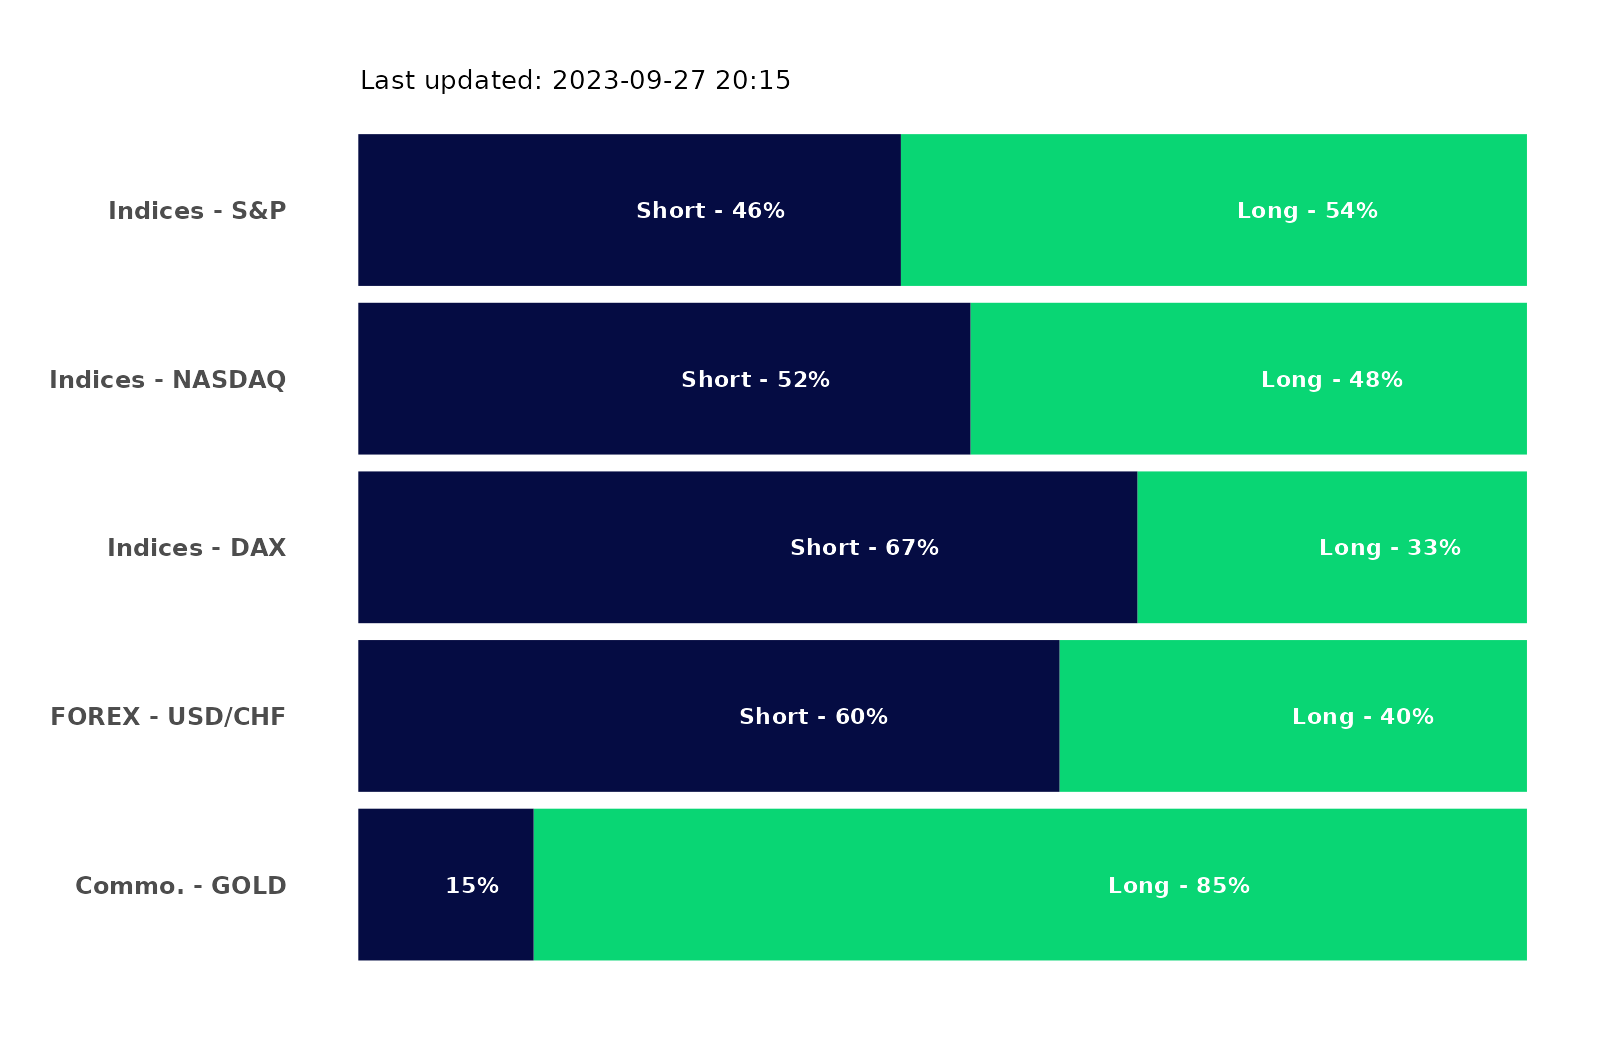 Last updated: 2023-09-27 20:15
Indices - S&P Short - 46% Long - 54%
Indices - NASDAQ Short - 52% Long - 48%
Indices - DAX Short - 67% Long - 33%
FOREX - USD/CHF Short - 60% Long - 40%
Commo. - GOLD 15% Long - 85%